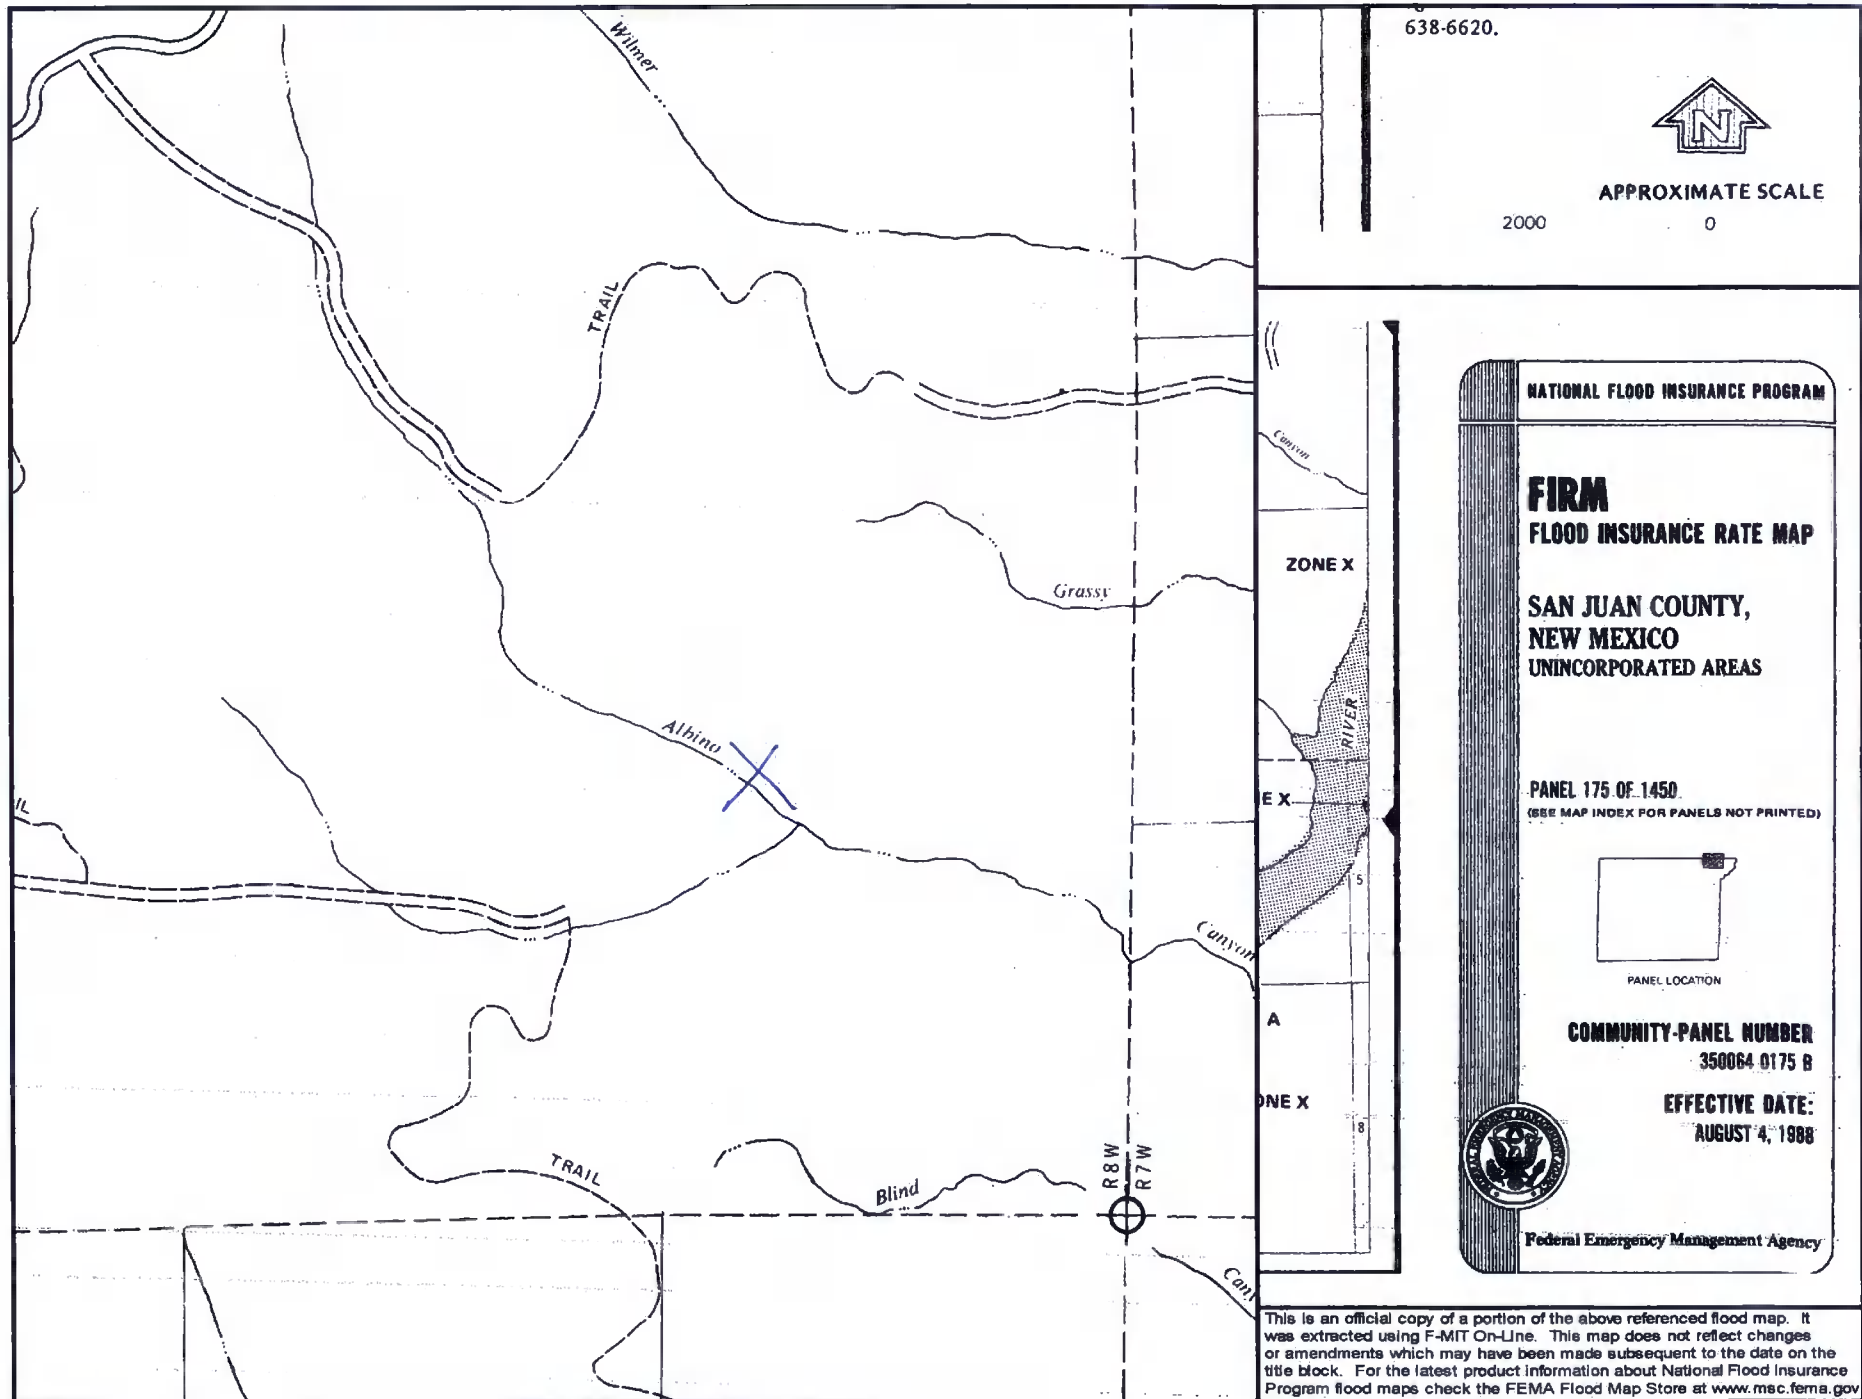 Wilmer
TRAIL
Grassy
Albino
Canyon
TRAIL
Blind
R8W
R7W
638-6620.
N
APPROXIMATE SCALE
2000 0
Canyon
ZONE X
RIVER
E X
5
A
ONE X
8
NATIONAL FLOOD INSURANCE PROGRAM
FIRM
FLOOD INSURANCE RATE MAP
SAN JUAN COUNTY,
NEW MEXICO
UNINCORPORATED AREAS
PANEL 175 OF 1450
(SEE MAP INDEX FOR PANELS NOT PRINTED)
PANEL LOCATION
COMMUNITY-PANEL NUMBER
350064 0175 B
EFFECTIVE DATE:
AUGUST 4, 1988
Federal Emergency Management Agency
This is an official copy of a portion of the above referenced flood map. It
was extracted using F-MIT On-Line. This map does not reflect changes
or amendments which may have been made subsequent to the date on the
title block. For the latest product information about National Flood Insurance
Program flood maps check the FEMA Flood Map Store at www.msc.fema.gov